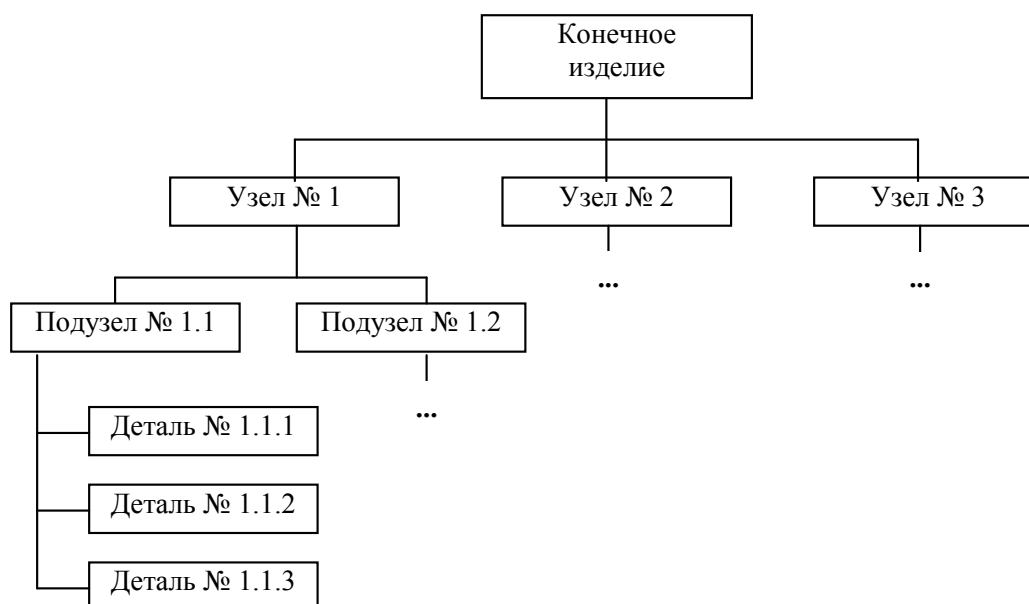 Конечное
изделие
Узел № 1
Узел № 2
Узел № 3
...
...
Подузел № 1.1
Подузел № 1.2
...
Деталь № 1.1.1
Деталь № 1.1.2
Деталь № 1.1.3